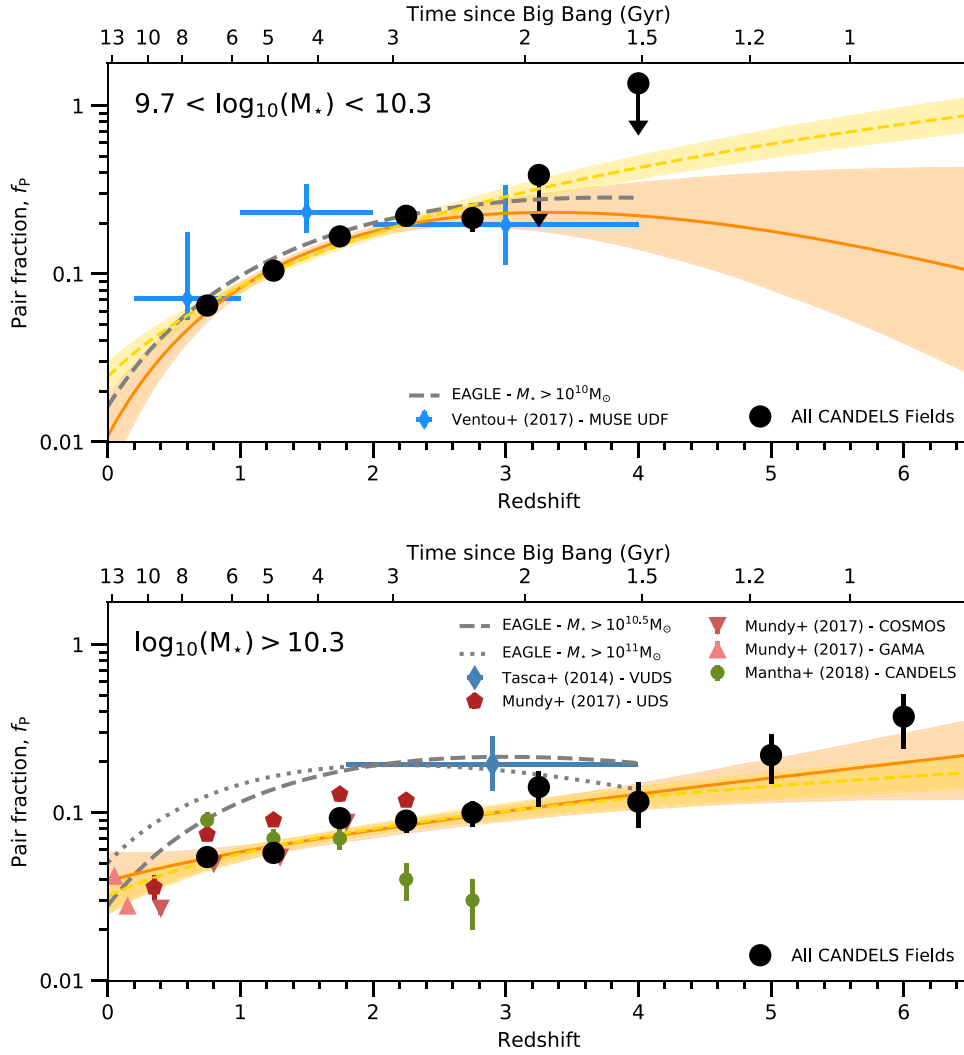 Time since Big Bang (Gyr)
13 10 8 6 5 4 3 2 1.5 1.2 1
9.7 < log10(M⋆) < 10.3
1
0.1
0.01
Pair fraction, fP
EAGLE - M⋆ > 10^10 M⊙
Ventou+ (2017) - MUSE UDF
All CANDELS Fields
0 1 2 3 4 5 6
Redshift
Time since Big Bang (Gyr)
13 10 8 6 5 4 3 2 1.5 1.2 1
log10(M⋆) > 10.3
EAGLE - M⋆ > 10^10.5 M⊙
EAGLE - M⋆ > 10^11 M⊙
Tasca+ (2014) - VUDS
Mundy+ (2017) - UDS
Mundy+ (2017) - COSMOS
Mundy+ (2017) - GAMA
Mantha+ (2018) - CANDELS
1
0.1
0.01
Pair fraction, fP
All CANDELS Fields
0 1 2 3 4 5 6
Redshift